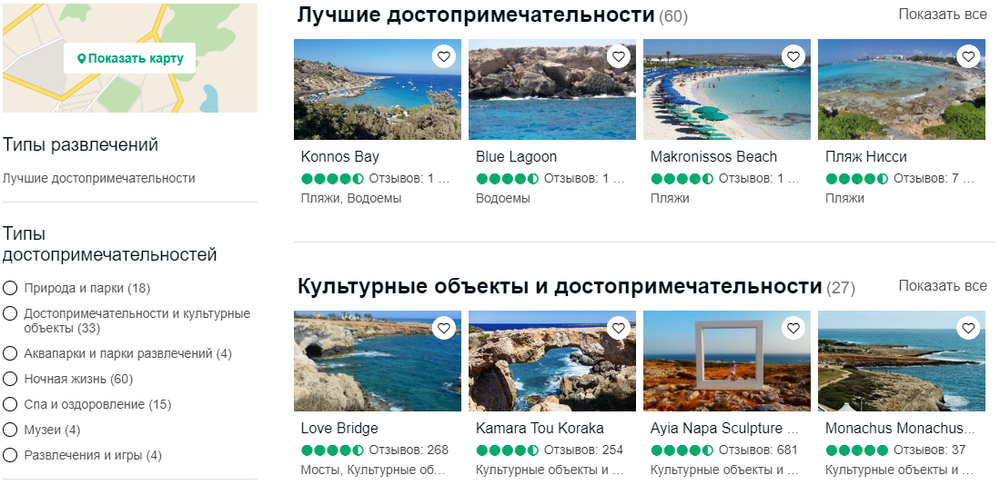 Показать карту
Типы развлечений
Лучшие достопримечательности
Типы
достопримечательностей
Природа и парки (18)
Достопримечательности и культурные
объекты (33)
Аквапарки и парки развлечений (4)
Ночная жизнь (60)
Спа и оздоровление (15)
Музеи (4)
Развлечения и игры (4)
Лучшие достопримечательности (60) Показать все
Konnos Bay
Отзывов: 1 ...
Пляжи, Водоемы
Blue Lagoon
Отзывов: 1 ...
Водоемы
Makronissos Beach
Отзывов: 1 ...
Пляжи
Пляж Нисси
Отзывов: 7 ...
Пляжи
Культурные объекты и достопримечательности (27) Показать все
Love Bridge
Отзывов: 268
Мосты, Культурные об...
Kamara Tou Koraka
Отзывов: 254
Культурные объекты и ...
Ayia Napa Sculpture ...
Отзывов: 681
Культурные объекты и ...
Monachus Monachus...
Отзывов: 37
Культурные объекты и ...